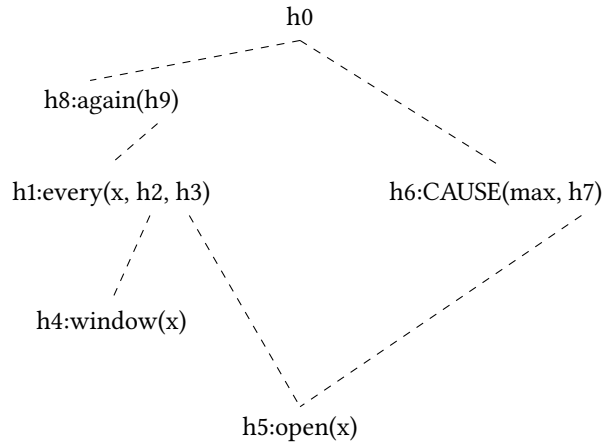 h0
h8:again(h9)
h1:every(x, h2, h3)
h6:CAUSE(max, h7)
h4:window(x)
h5:open(x)